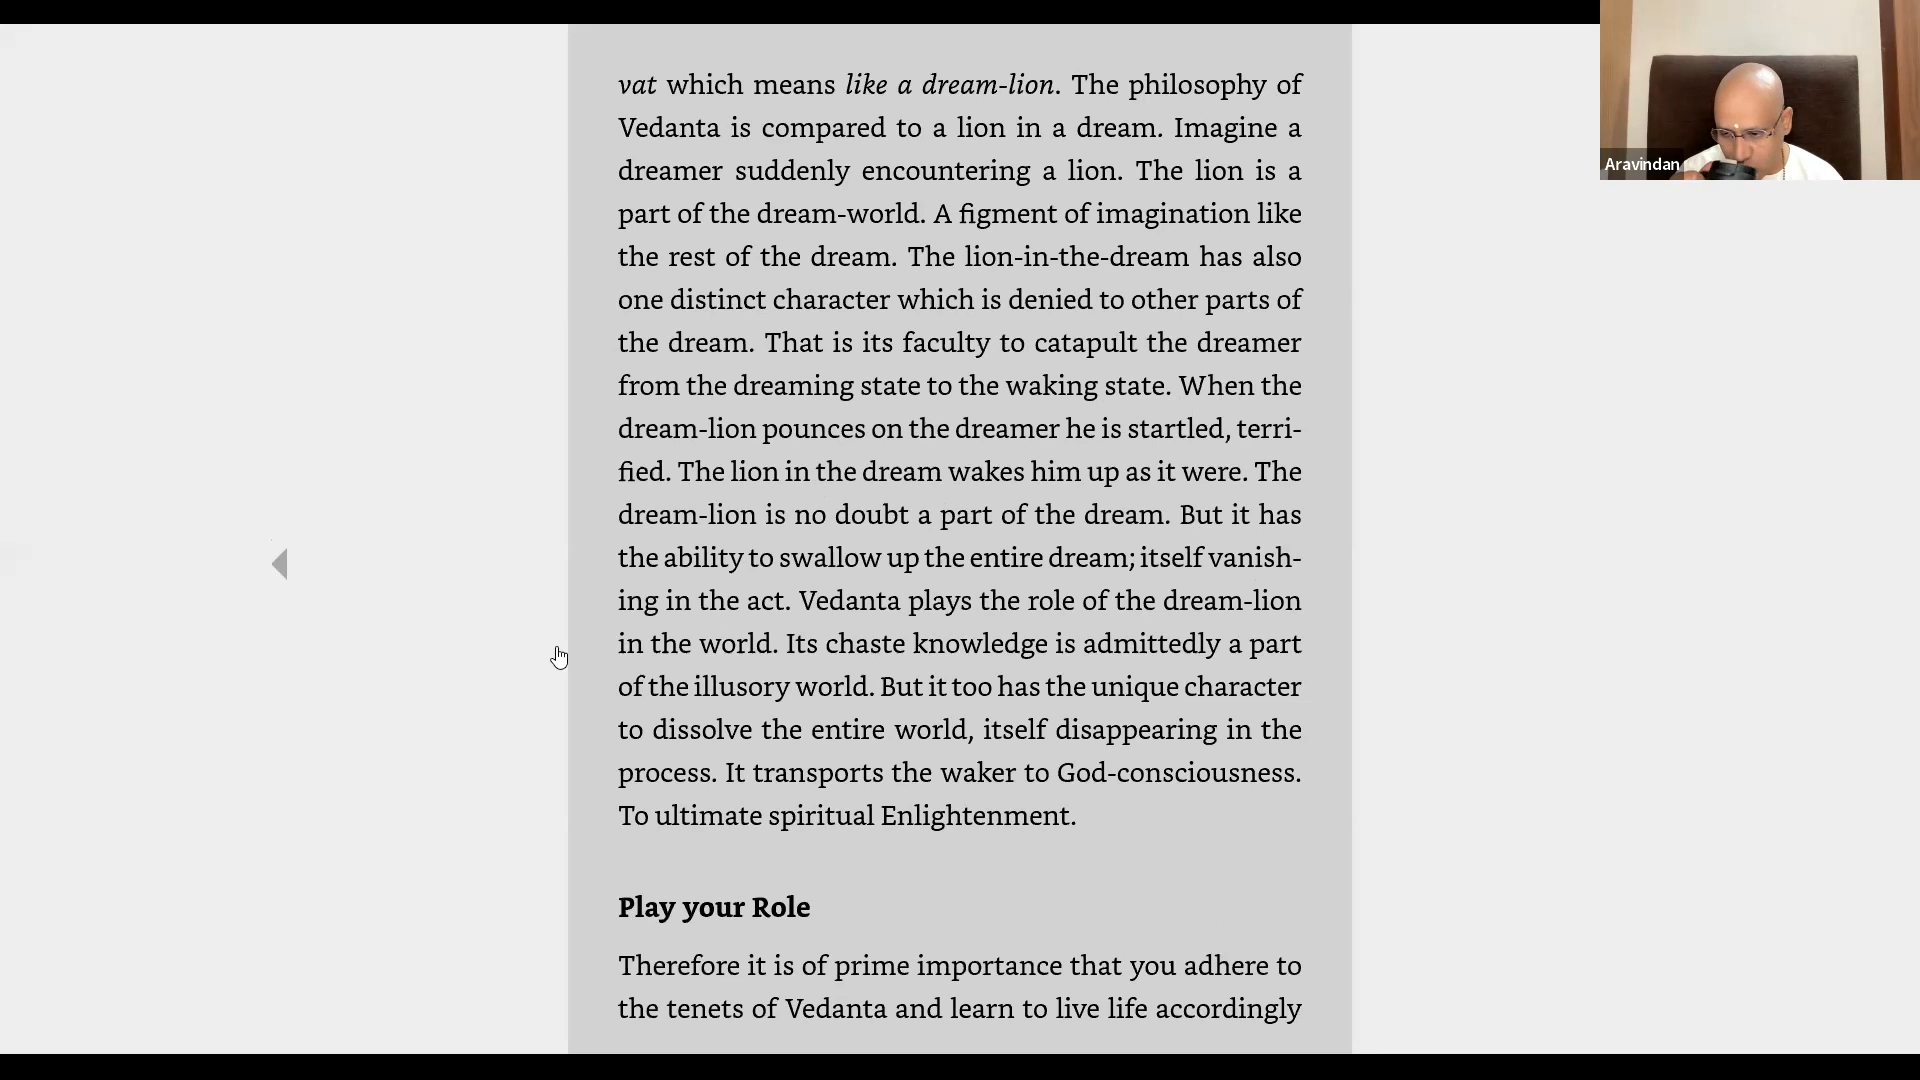 vat which means like a dream-lion. The philosophy of
Vedanta is compared to a lion in a dream. Imagine a
dreamer suddenly encountering a lion. The lion is a
part of the dream-world. A figment of imagination like
the rest of the dream. The lion-in-the-dream has also
one distinct character which is denied to other parts of
the dream. That is its faculty to catapult the dreamer
from the dreaming state to the waking state. When the
dream-lion pounces on the dreamer he is startled, terri-
fied. The lion in the dream wakes him up as it were. The
dream-lion is no doubt a part of the dream. But it has
the ability to swallow up the entire dream; itself vanish-
ing in the act. Vedanta plays the role of the dream-lion
in the world. Its chaste knowledge is admittedly a part
of the illusory world. But it too has the unique character
to dissolve the entire world, itself disappearing in the
process. It transports the waker to God-consciousness.
To ultimate spiritual Enlightenment.
Play your Role
Therefore it is of prime importance that you adhere to
the tenets of Vedanta and learn to live life accordingly
Aravindan